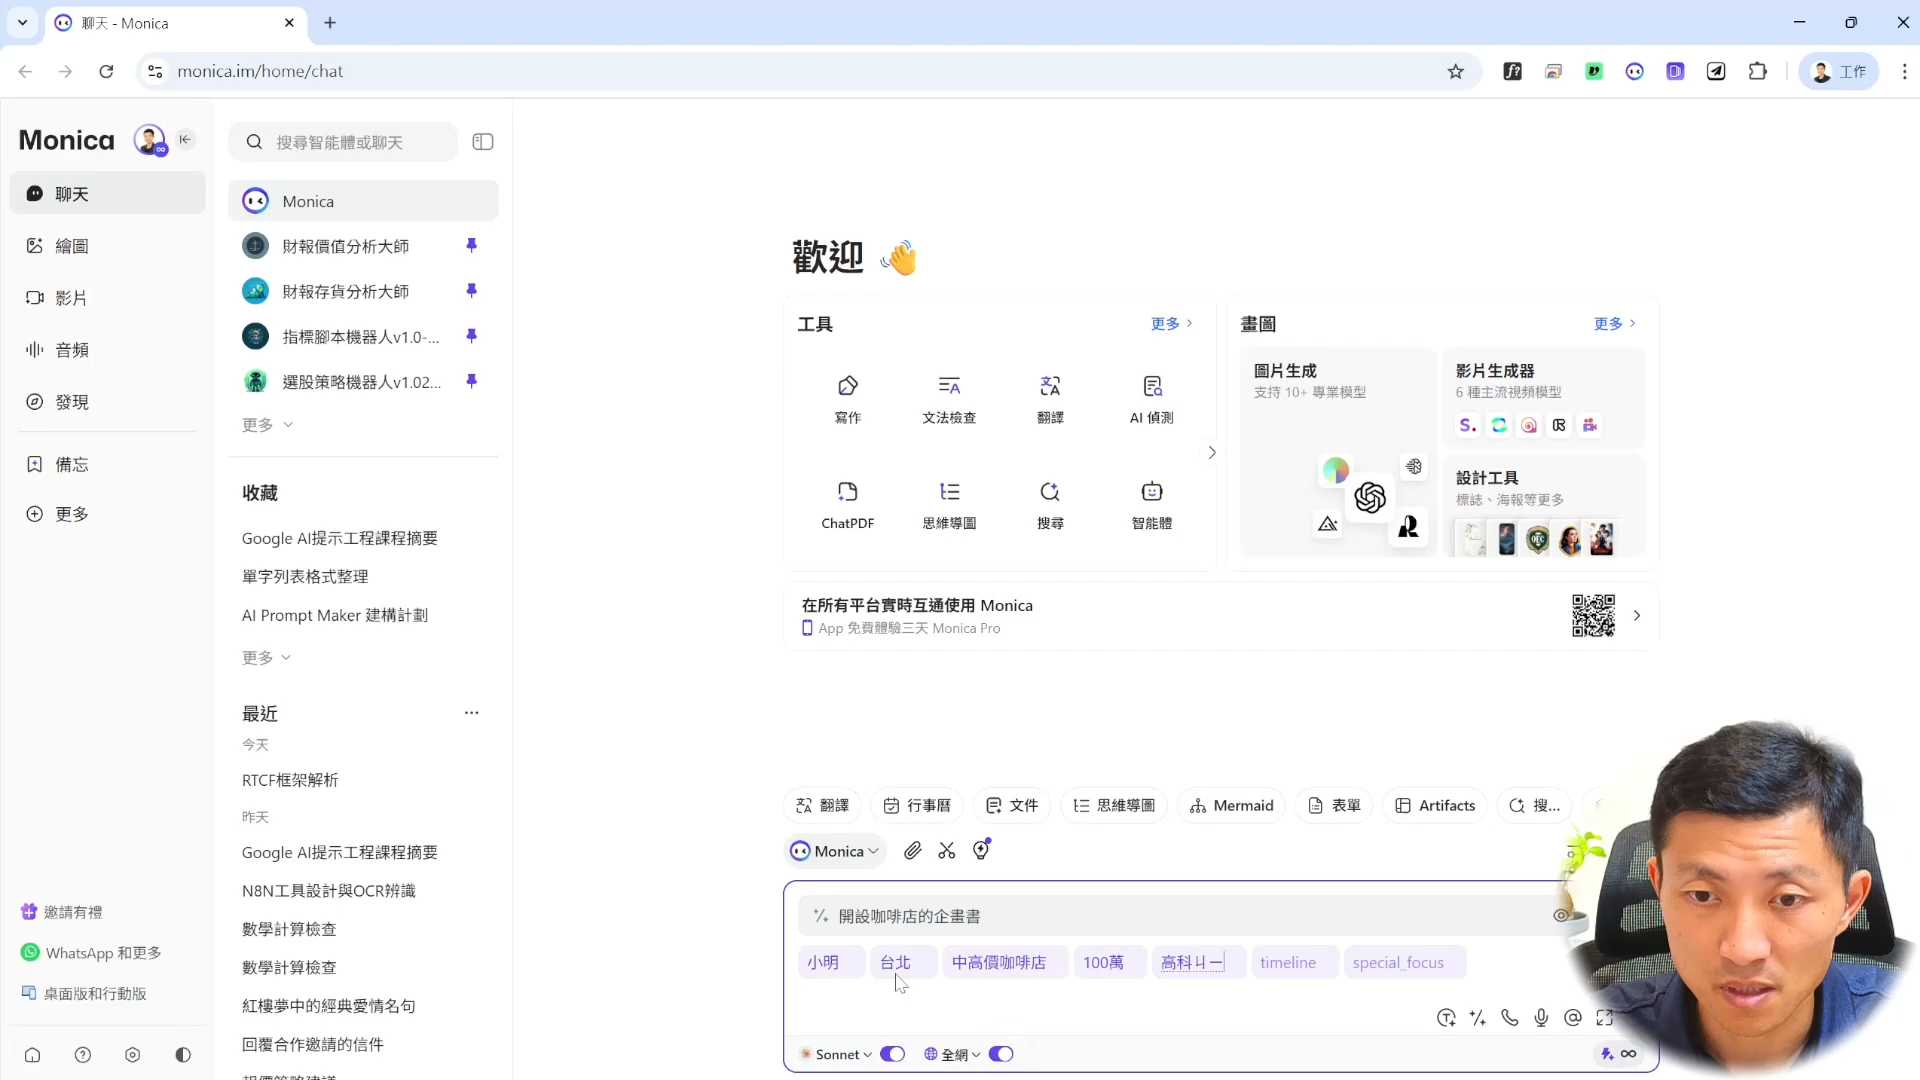 聊天 - Monica
monica.im/home/chat
工作
Monica
聊天
繪圖
影片
音頻
發現
備忘
更多
邀請有禮
WhatsApp 和更多
桌面版和行動版
搜尋智能體或聊天
Monica
財報價值分析大師
財報存貨分析大師
指標腳本機器人v1.0-...
選股策略機器人v1.02...
更多
收藏
Google AI提示工程課程摘要
單字列表格式整理
AI Prompt Maker 建構計劃
更多
最近
今天
RTCF框架解析
昨天
Google AI提示工程課程摘要
N8N工具設計與OCR辨識
數學計算檢查
數學計算檢查
紅樓夢中的經典愛情名句
回覆合作邀請的信件
歡迎
工具
更多
寫作
文法檢查
翻譯
AI 偵測
ChatPDF
思維導圖
搜尋
智能體
畫圖
更多
圖片生成
支持 10+ 專業模型
影片生成器
6 種主流視頻模型
設計工具
標誌、海報等更多
在所有平台實時互通使用 Monica
App 免費體驗三天 Monica Pro
翻譯
行事曆
文件
思維導圖
Mermaid
表單
Artifacts
搜...
Monica
開設咖啡店的企畫書
小明 台北 中高價咖啡店 100萬 高科ㄐㄧ timeline special_focus
Sonnet
全網